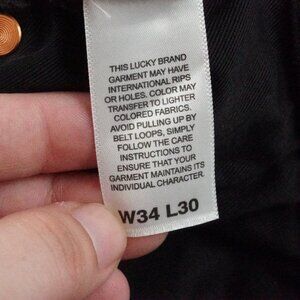 THIS LUCKY BRAND
GARMENT MAY HAVE
INTERNATIONAL RIPS
OR HOLES. COLOR MAY
TRANSFER TO LIGHTER
COLORED FABRICS.
AVOID PULLING UP BY
BELT LOOPS, SIMPLY
FOLLOW THE CARE
INSTRUCTIONS TO
ENSURE THAT YOUR
GARMENT MAINTAINS ITS
INDIVIDUAL CHARACTER.
W34 L30